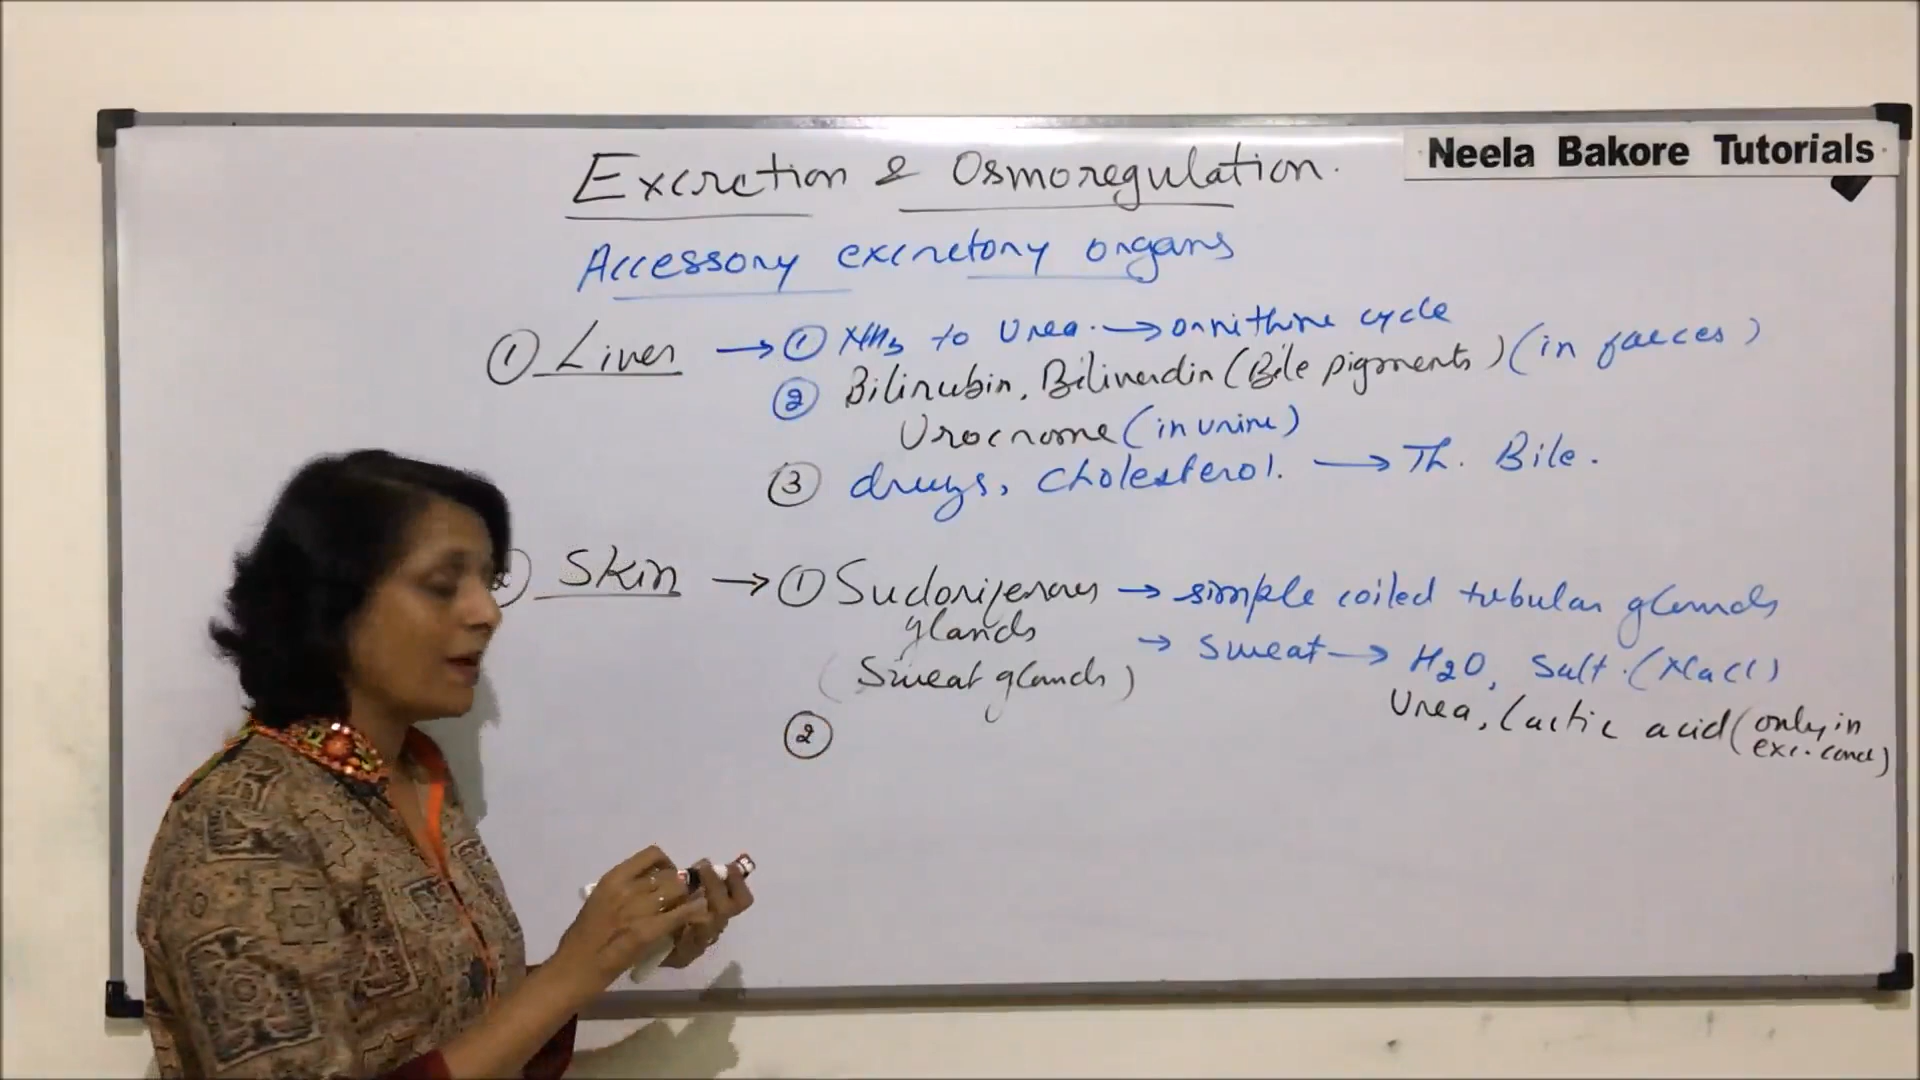 Neela Bakore Tutorials
Excretion & Osmoregulation.
Accessory excretory organs
① Liver → ① NH3 to Urea. → ornithine cycle
② Bilirubin, Biliverdin (Bile pigments) (in faeces)
Urocrome (in urine)
③ drugs, Cholesterol. → Th. Bile.
② Skin → ① Sudoriferous glands → simple coiled tubular glands
(Sweat glands) → Sweat → H2O, Salt. (NaCl)
Urea, Lactic acid (only in exc. cond)
②